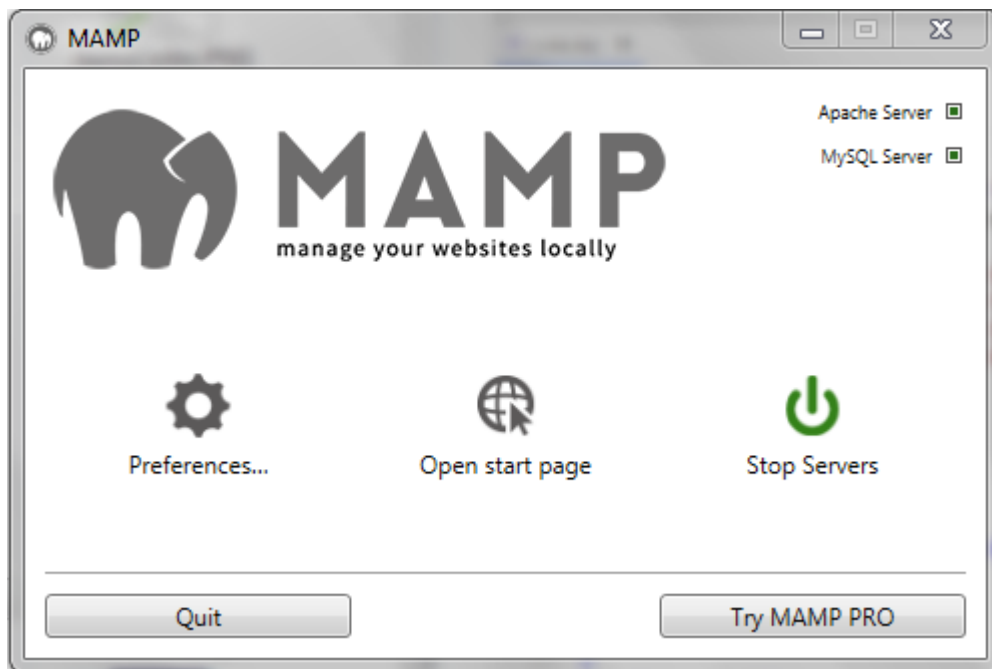 MAMP
Apache Server
MySQL Server
MAMP
manage your websites locally
Preferences...
Open start page
Stop Servers
Quit
Try MAMP PRO